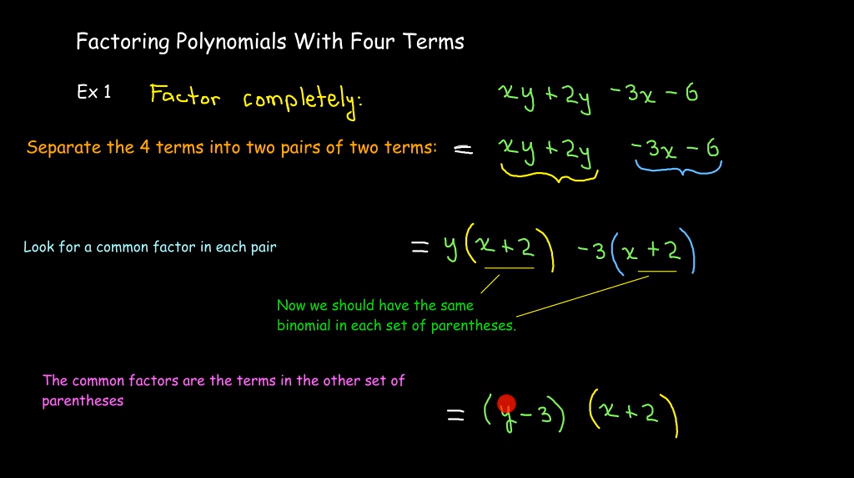 Factoring Polynomials With Four Terms
Ex 1 Factor completely: xy + 2y - 3x - 6
Separate the 4 terms into two pairs of two terms: = xy + 2y - 3x - 6
Look for a common factor in each pair = y(x + 2) - 3(x + 2)
Now we should have the same
binomial in each set of parentheses.
The common factors are the terms in the other set of
parentheses
= (y - 3) (x + 2)